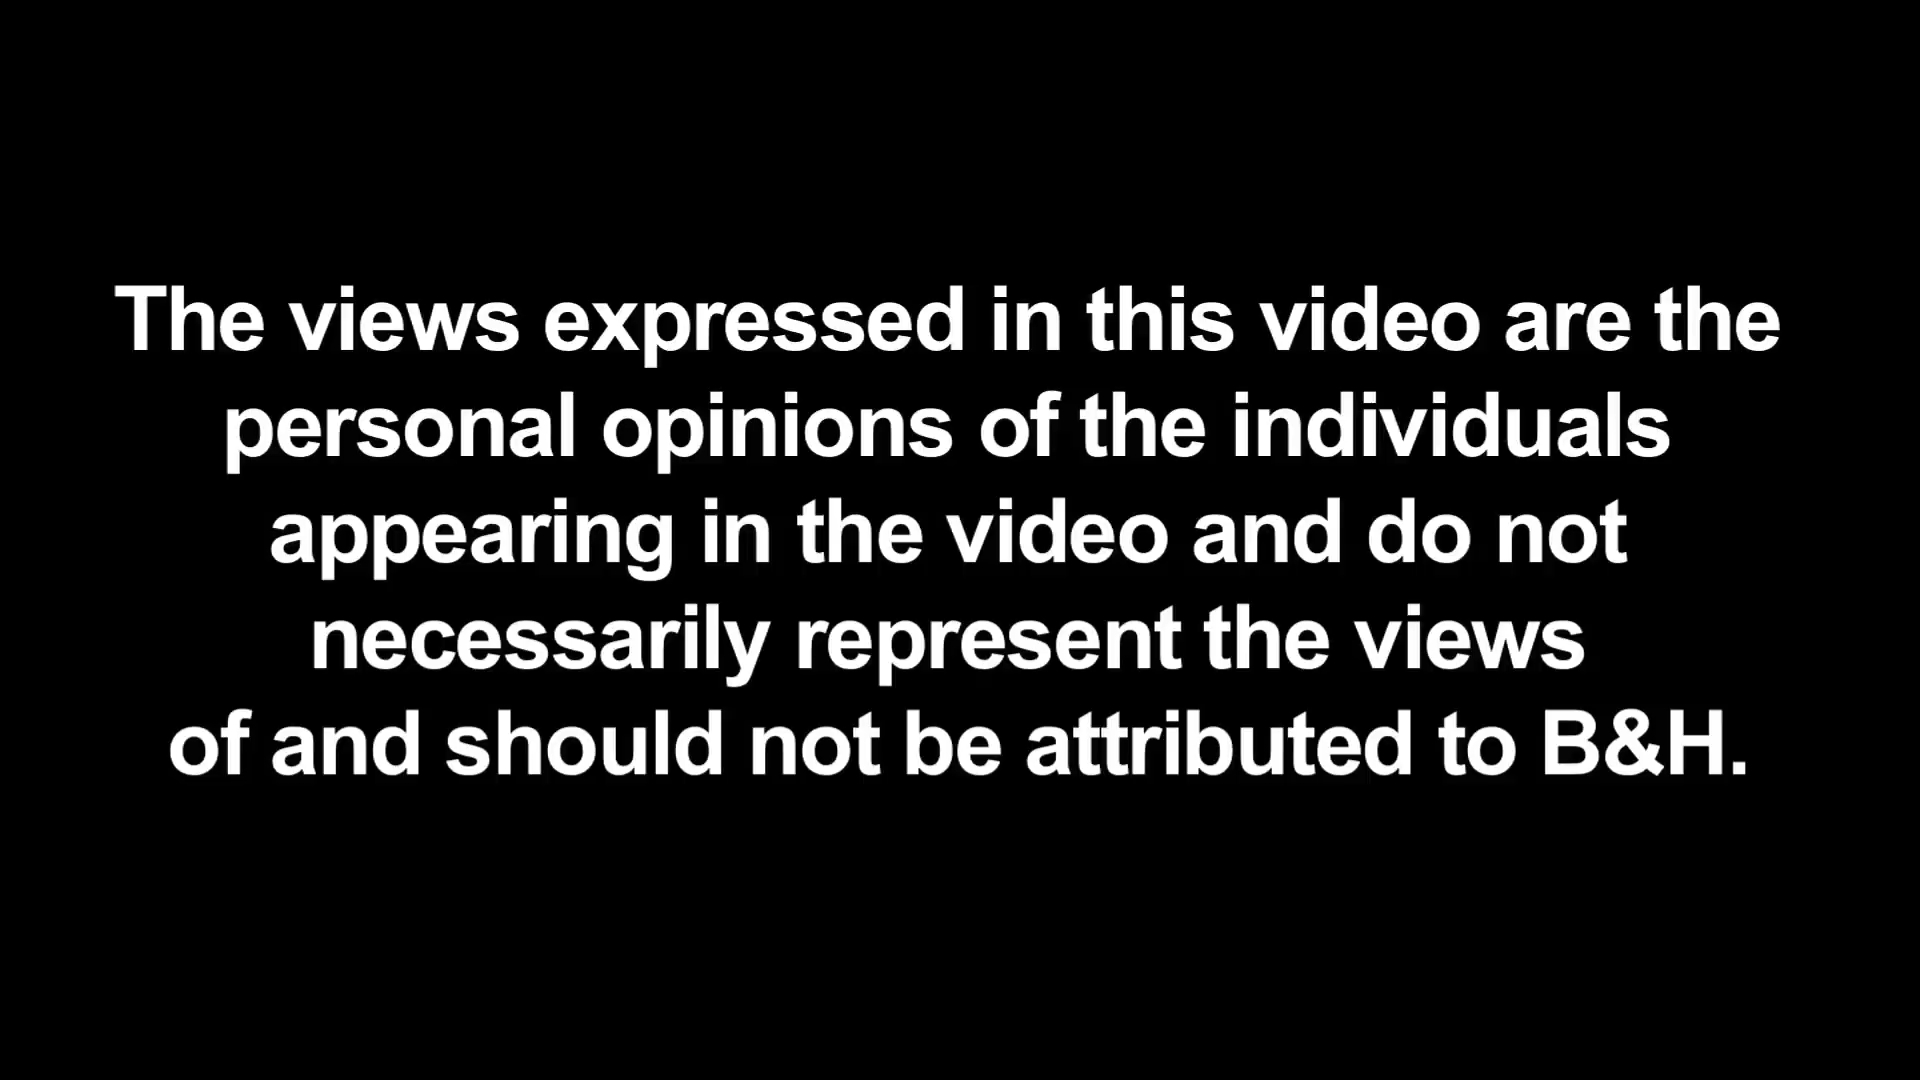 The views expressed in this video are the
personal opinions of the individuals
appearing in the video and do not
necessarily represent the views
of and should not be attributed to B&H.